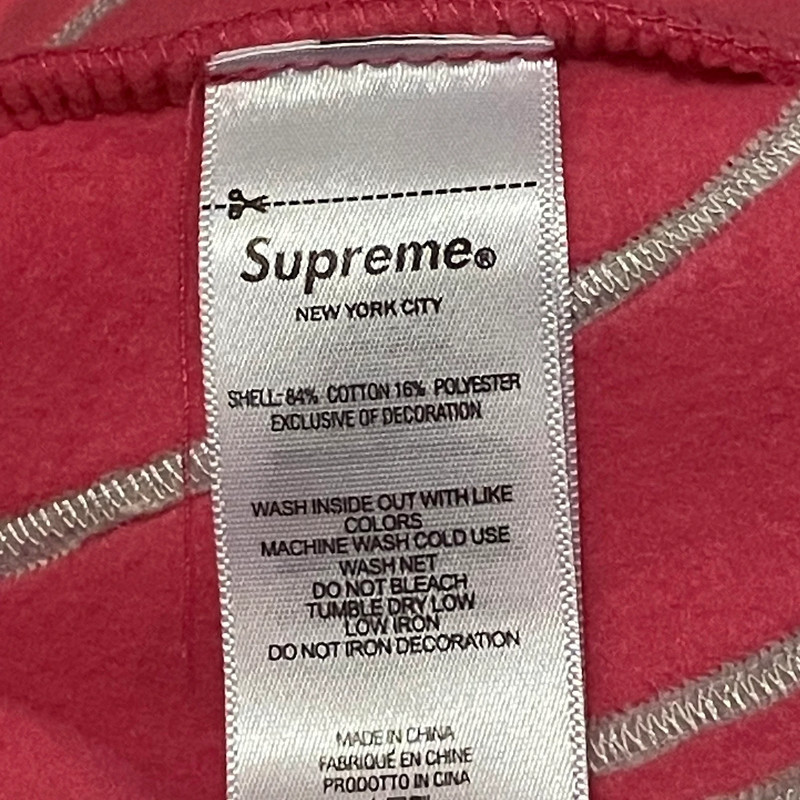 Supreme®
NEW YORK CITY
SHELL: 84% COTTON 16% POLYESTER
EXCLUSIVE OF DECORATION
WASH INSIDE OUT WITH LIKE
COLORS
MACHINE WASH COLD USE
WASH NET
DO NOT BLEACH
TUMBLE DRY LOW
LOW IRON
DO NOT IRON DECORATION
MADE IN CHINA
FABRIQUÉ EN CHINE
PRODOTTO IN CINA